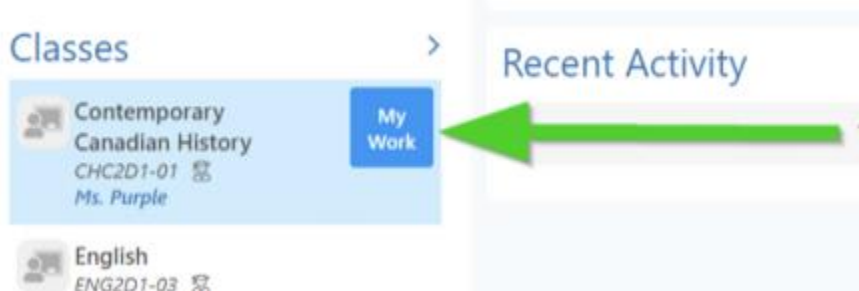 Classes
Contemporary
Canadian History
CHC2D1-01
Ms. Purple
My
Work
English
ENG2D1-03
Recent Activity